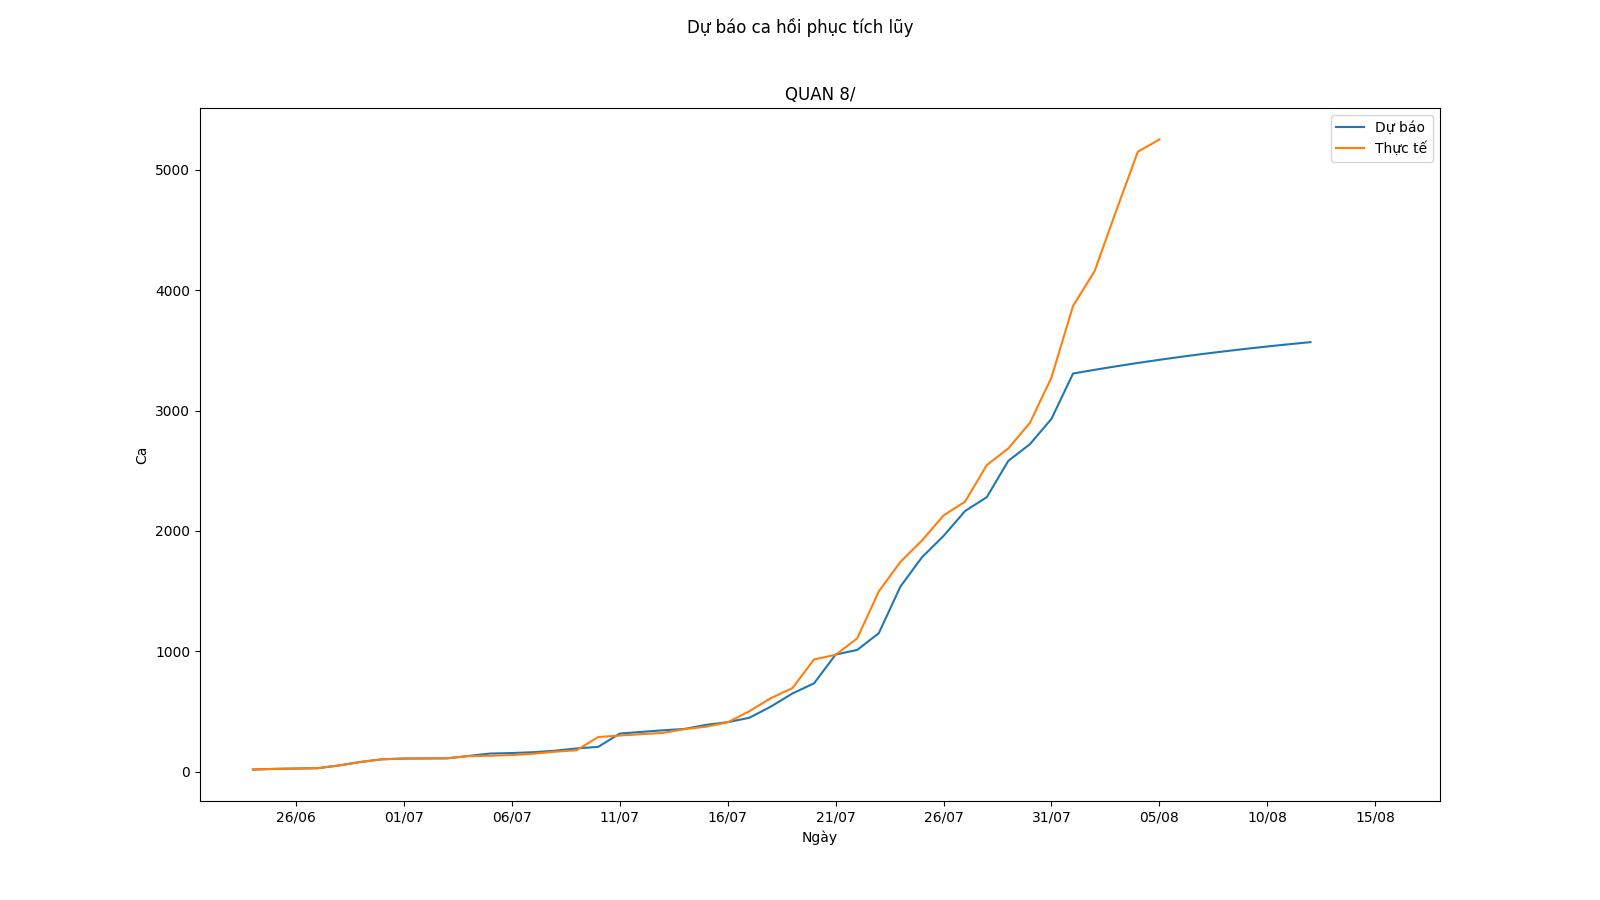 Dự báo ca hồi phục tích lũy
QUAN 8/
Dự báo
Thực tế
5000
4000
3000
2000
1000
0
Ca
26/06 01/07 06/07 11/07 16/07 21/07 26/07 31/07 05/08 10/08 15/08
Ngày